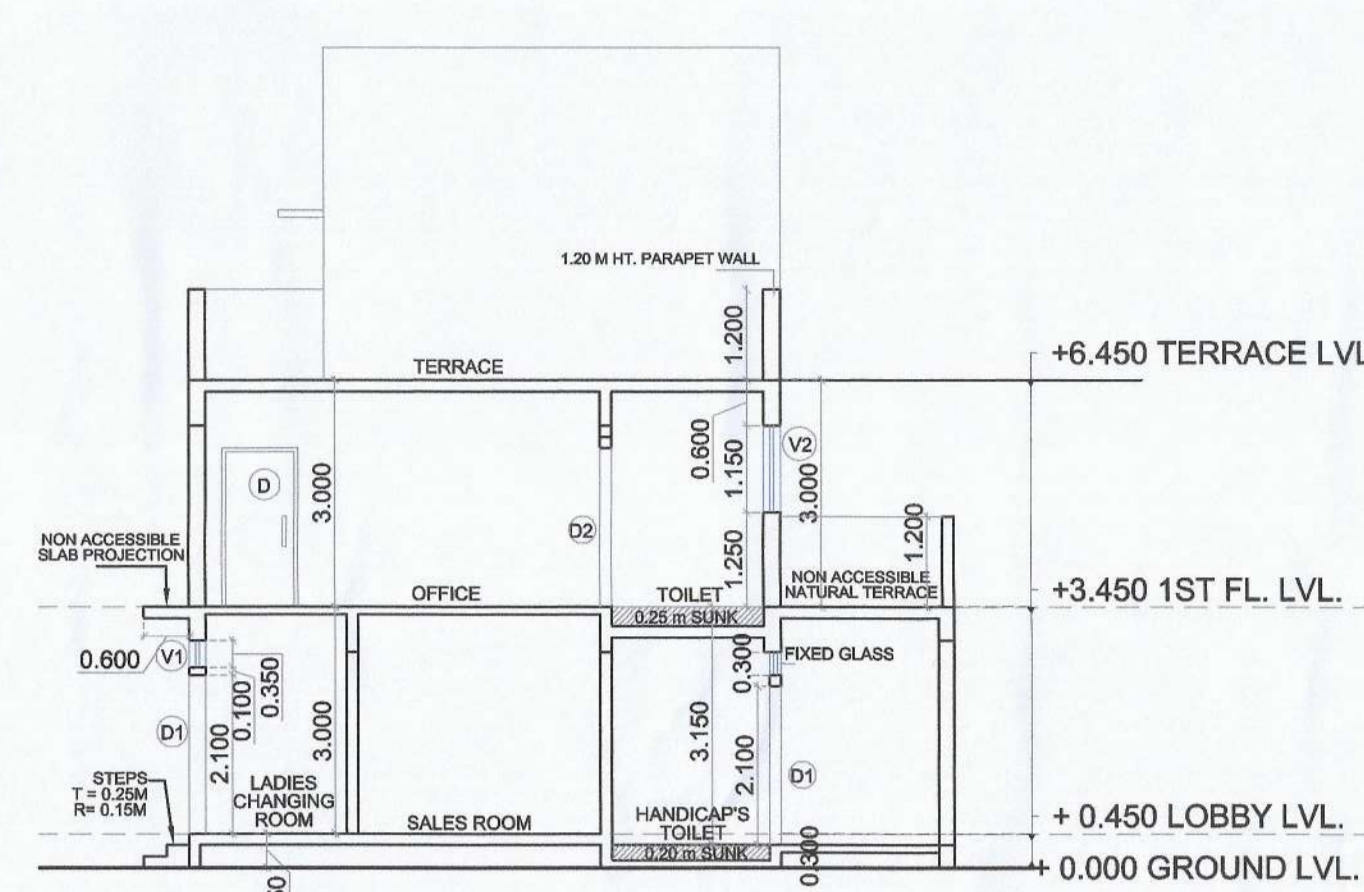 1.20 M HT. PARAPET WALL
1.200
TERRACE
0.600
1.150
1.250
V2
3.000
D
3.000
D2
1.200
NON ACCESSIBLE
SLAB PROJECTION
OFFICE
TOILET
0.25 m SUNK
NON ACCESSIBLE
NATURAL TERRACE
+6.450 TERRACE LVL
+3.450 1ST FL. LVL.
0.600
V1
0.100
0.350
D1
2.100
3.000
STEPS
T = 0.25M
R= 0.15M
LADIES
CHANGING
ROOM
SALES ROOM
0.300
FIXED GLASS
3.150
2.100
D1
HANDICAP'S
TOILET
0.20 m SUNK
0.300
+ 0.450 LOBBY LVL.
+ 0.000 GROUND LVL.